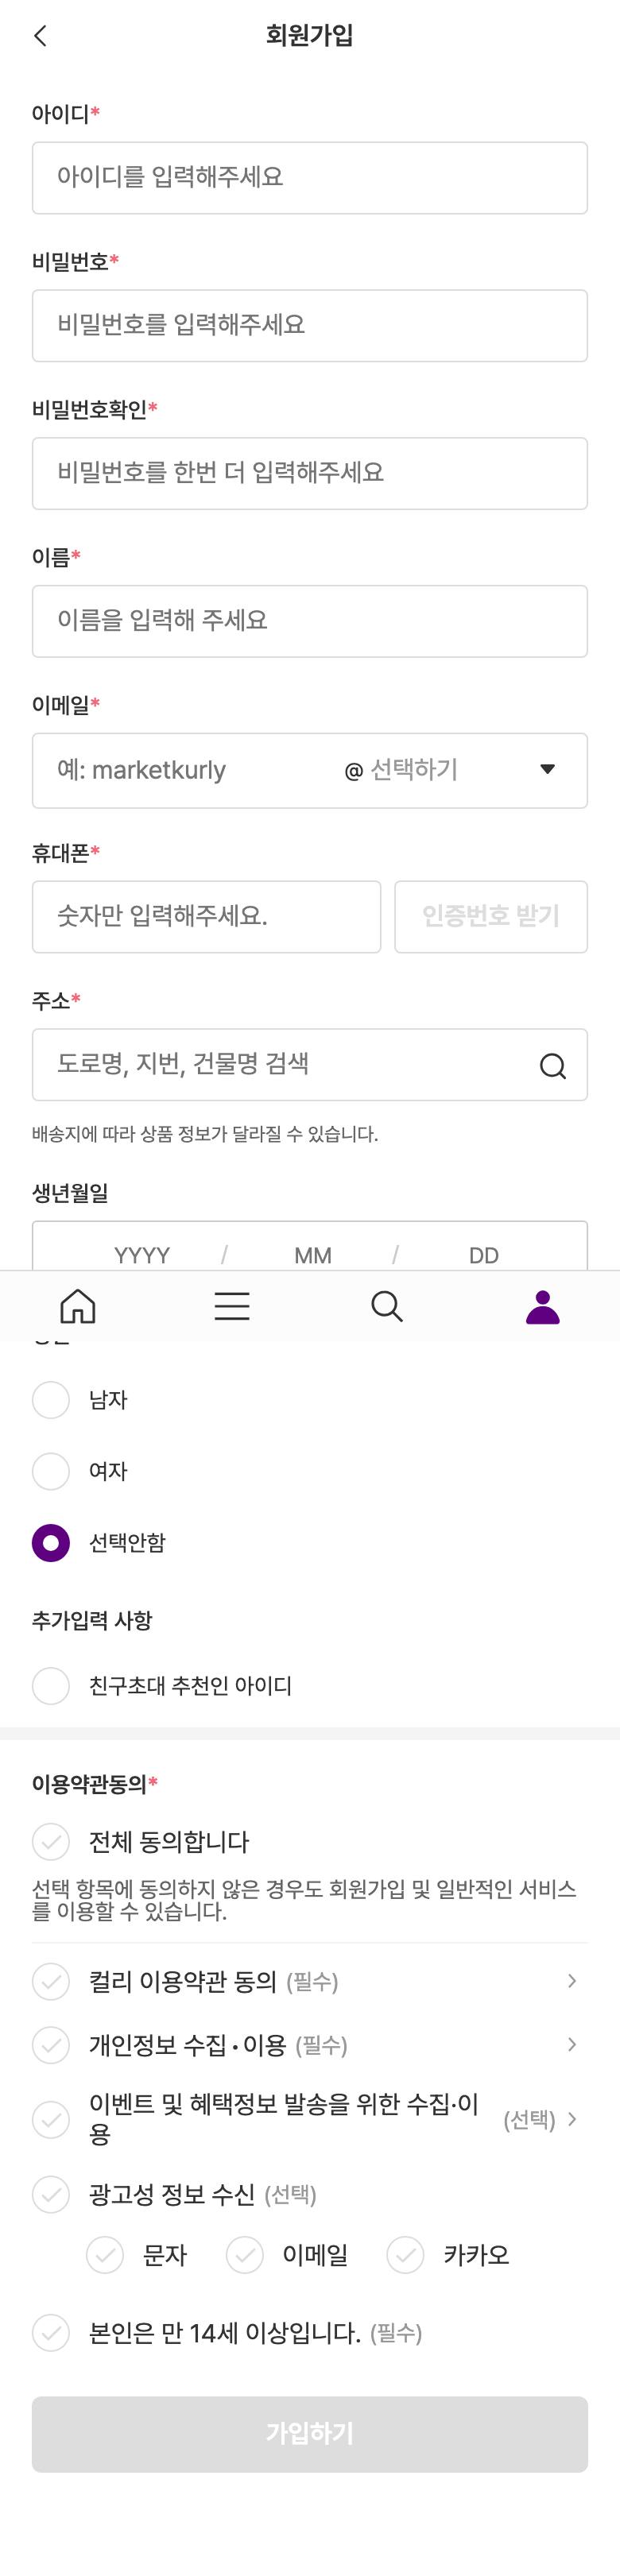 회원가입
아이디*
아이디를 입력해주세요
비밀번호*
비밀번호를 입력해주세요
비밀번호확인*
비밀번호를 한번 더 입력해주세요
이름*
이름을 입력해 주세요
이메일*
예: marketkurly @ 선택하기
휴대폰*
숫자만 입력해주세요. 인증번호 받기
주소*
도로명, 지번, 건물명 검색
배송지에 따라 상품 정보가 달라질 수 있습니다.
생년월일
YYYY / MM / DD
남자
여자
선택안함
추가입력 사항
친구초대 추천인 아이디
이용약관동의*
전체 동의합니다
선택 항목에 동의하지 않은 경우도 회원가입 및 일반적인 서비스
를 이용할 수 있습니다.
컬리 이용약관 동의 (필수)
개인정보 수집·이용 (필수)
이벤트 및 혜택정보 발송을 위한 수집·이
용 (선택)
광고성 정보 수신 (선택)
문자 이메일 카카오
본인은 만 14세 이상입니다. (필수)
가입하기